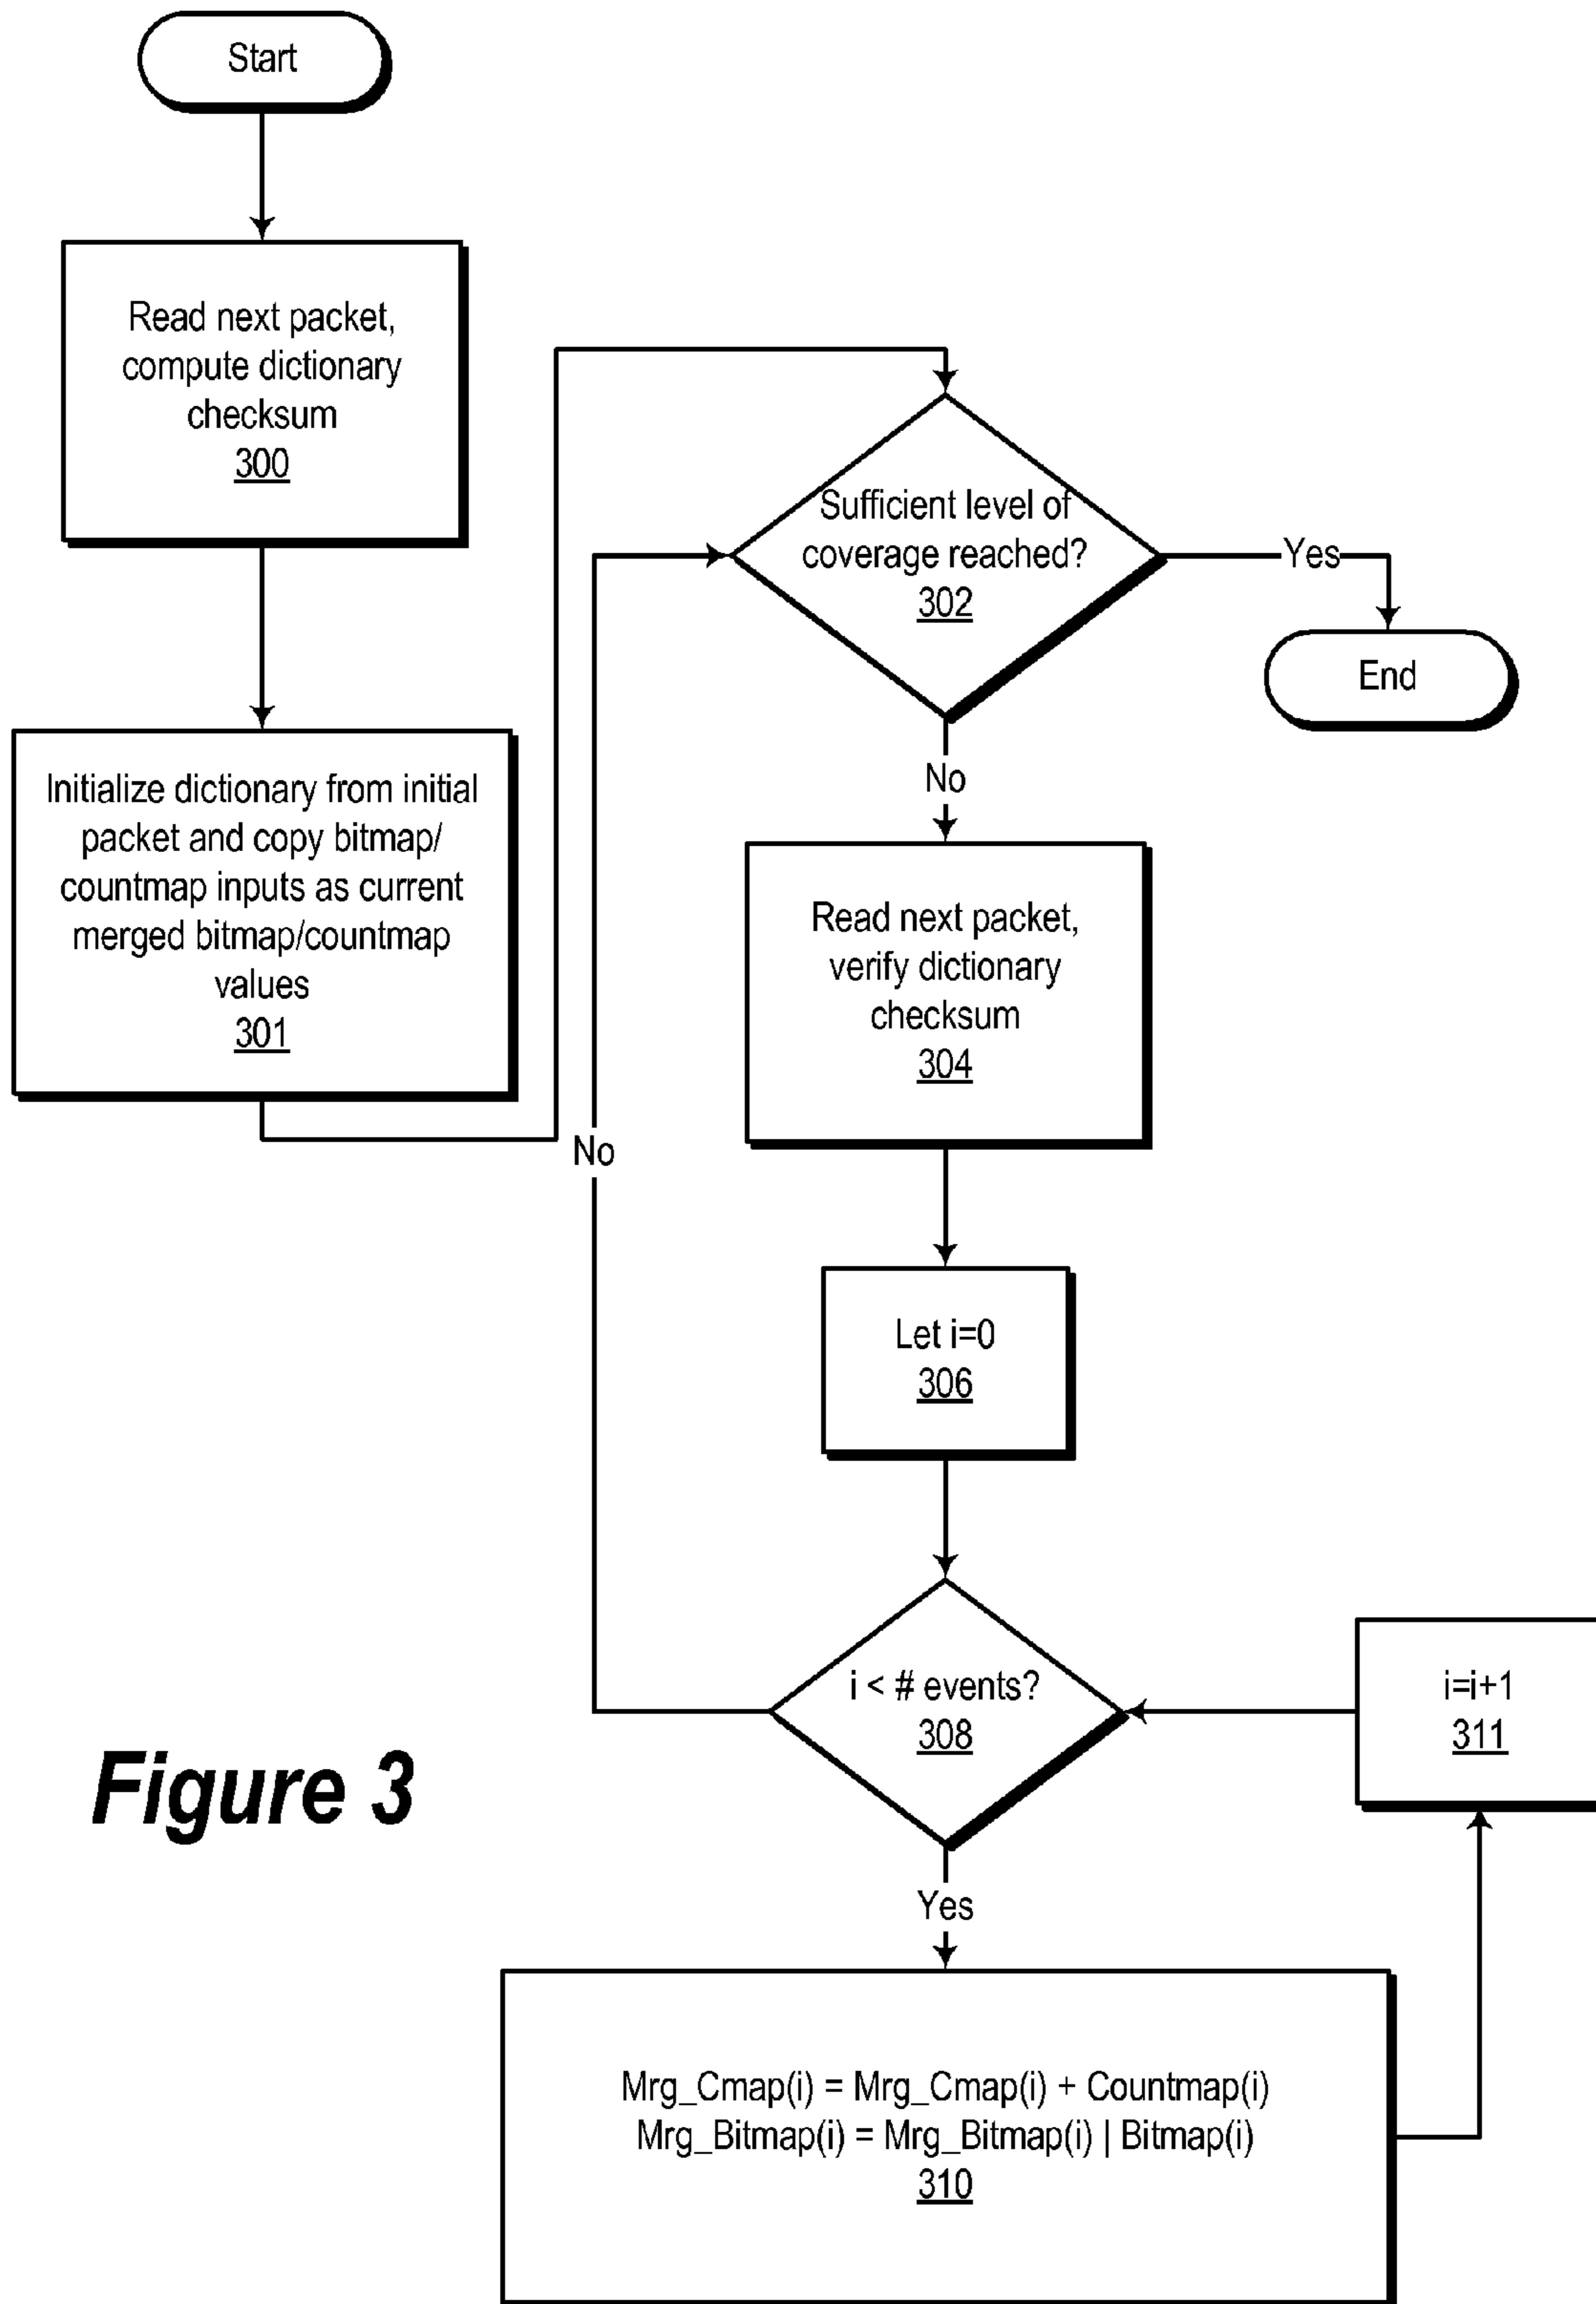 Start
Read next packet,
compute dictionary
checksum
300
Initialize dictionary from initial
packet and copy bitmap/
countmap inputs as current
merged bitmap/countmap
values
301
Sufficient level of
coverage reached?
302
Yes
End
No
Read next packet,
verify dictionary
checksum
304
No
Let i=0
306
i < # events?
308
i=i+1
311
Yes
Mrg_Cmap(i) = Mrg_Cmap(i) + Countmap(i)
Mrg_Bitmap(i) = Mrg_Bitmap(i) | Bitmap(i)
310
Figure 3